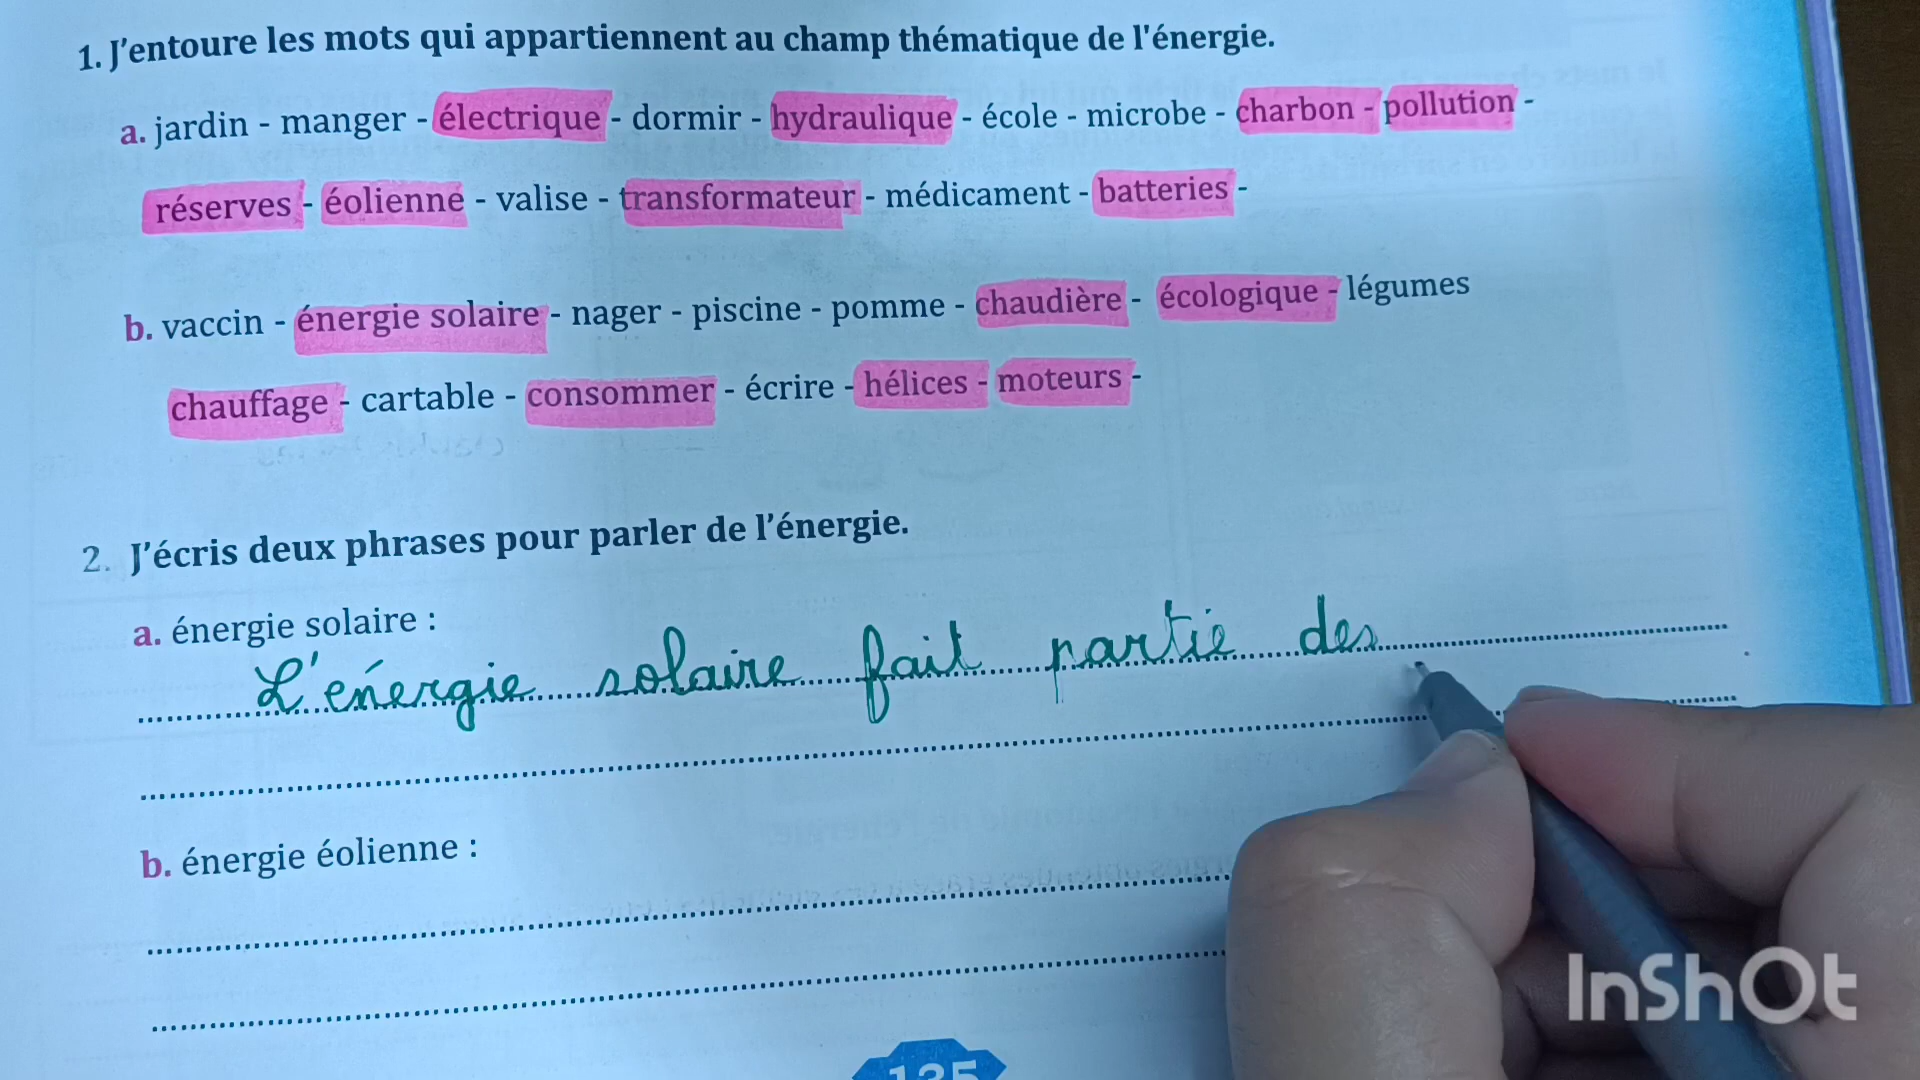 1. J'entoure les mots qui appartiennent au champ thématique de l'énergie.
a. jardin - manger - électrique - dormir - hydraulique - école - microbe - charbon - pollution -
réserves - éolienne - valise - transformateur - médicament - batteries -
b. vaccin - énergie solaire - nager - piscine - pomme - chaudière - écologique - légumes
chauffage - cartable - consommer - écrire - hélices - moteurs -
2. J'écris deux phrases pour parler de l'énergie.
a. énergie solaire :
L'énergie solaire fait partie des
b. énergie éolienne :
InShOt
135